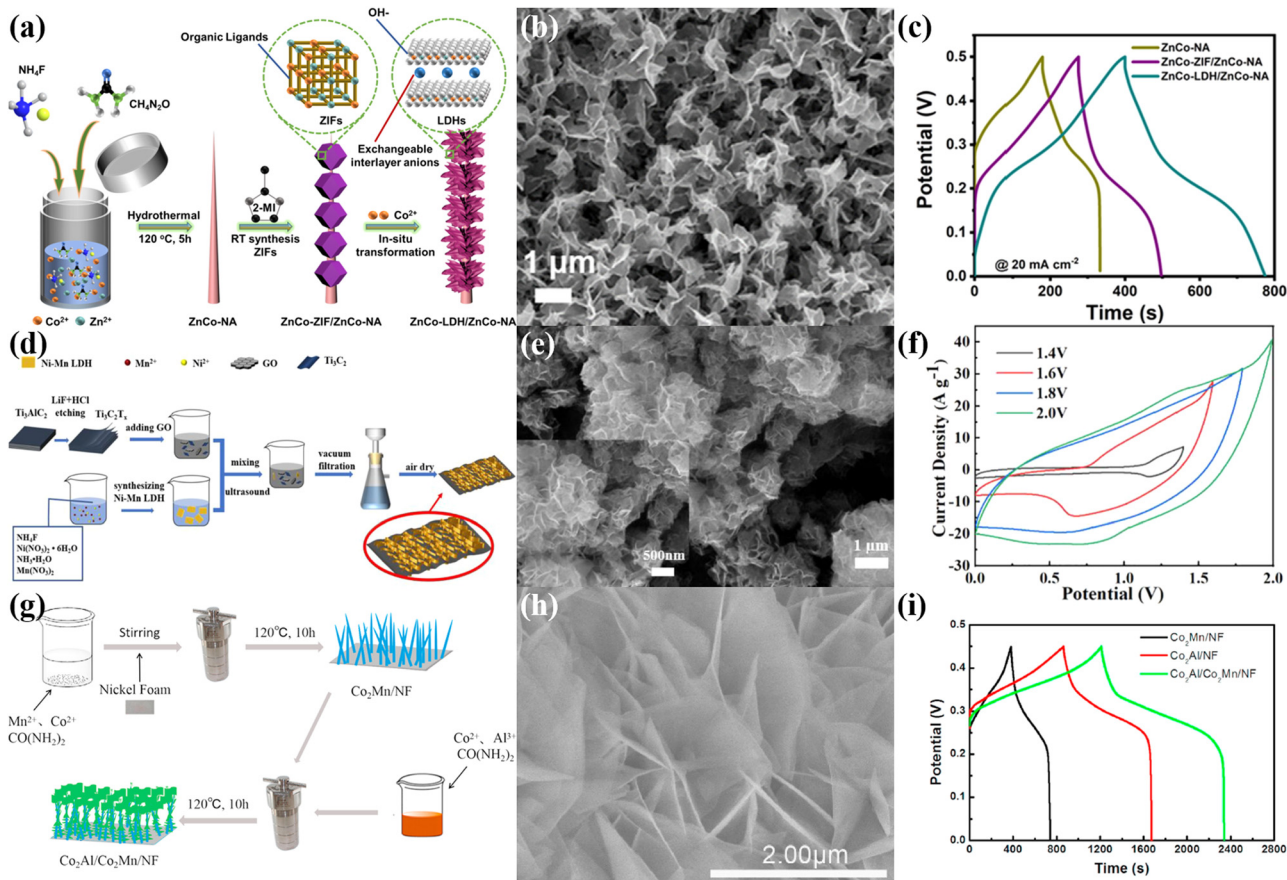 (a)
NH₄F
CH₄N₂O
Organic Ligands
OH-
ZIFs
LDHs
Exchangeable
interlayer anions
Hydrothermal
120 °C, 5h
2-MI
RT synthesis
ZIFs
Co²⁺
In-situ
transformation
Co²⁺ Zn²⁺
ZnCo-NA
ZnCo-ZIF/ZnCo-NA
ZnCo-LDH/ZnCo-NA
(b)
1 μm
(c)
ZnCo-NA
ZnCo-ZIF/ZnCo-NA
ZnCo-LDH/ZnCo-NA
Potential (V)
0.5
0.4
0.3
0.2
0.1
0.0
@ 20 mA cm⁻²
0 200 400 600 800
Time (s)
(d)
Ni-Mn LDH Mn²⁺ Ni²⁺ GO Ti₃C₂
Ti₃AlC₂
LiF+HCl
etching
Ti₃C₂Tₓ
adding GO
mixing
ultrasound
vacuum
filtration
air dry
synthesizing
Ni-Mn LDH
NH₄F
Ni(NO₃)₂ • 6H₂O
NH₃•H₂O
Mn(NO₃)₂
(e)
500nm
1 μm
(f)
1.4V
1.6V
1.8V
2.0V
Current Density (A g⁻¹)
40
30
20
10
0
-10
-20
-30
0.0 0.5 1.0 1.5 2.0
Potential (V)
(g)
Stirring
Nickel Foam
120℃, 10h
Co₂Mn/NF
Mn²⁺、Co²⁺
CO(NH₂)₂
Co²⁺、Al³⁺
CO(NH₂)₂
120℃, 10h
Co₂Al/Co₂Mn/NF
(h)
2.00μm
(i)
Co₂Mn/NF
Co₂Al/NF
Co₂Al/Co₂Mn/NF
Potential (V)
0.5
0.4
0.3
0.2
0.1
0.0
0 400 800 1200 1600 2000 2400 2800
Time (s)